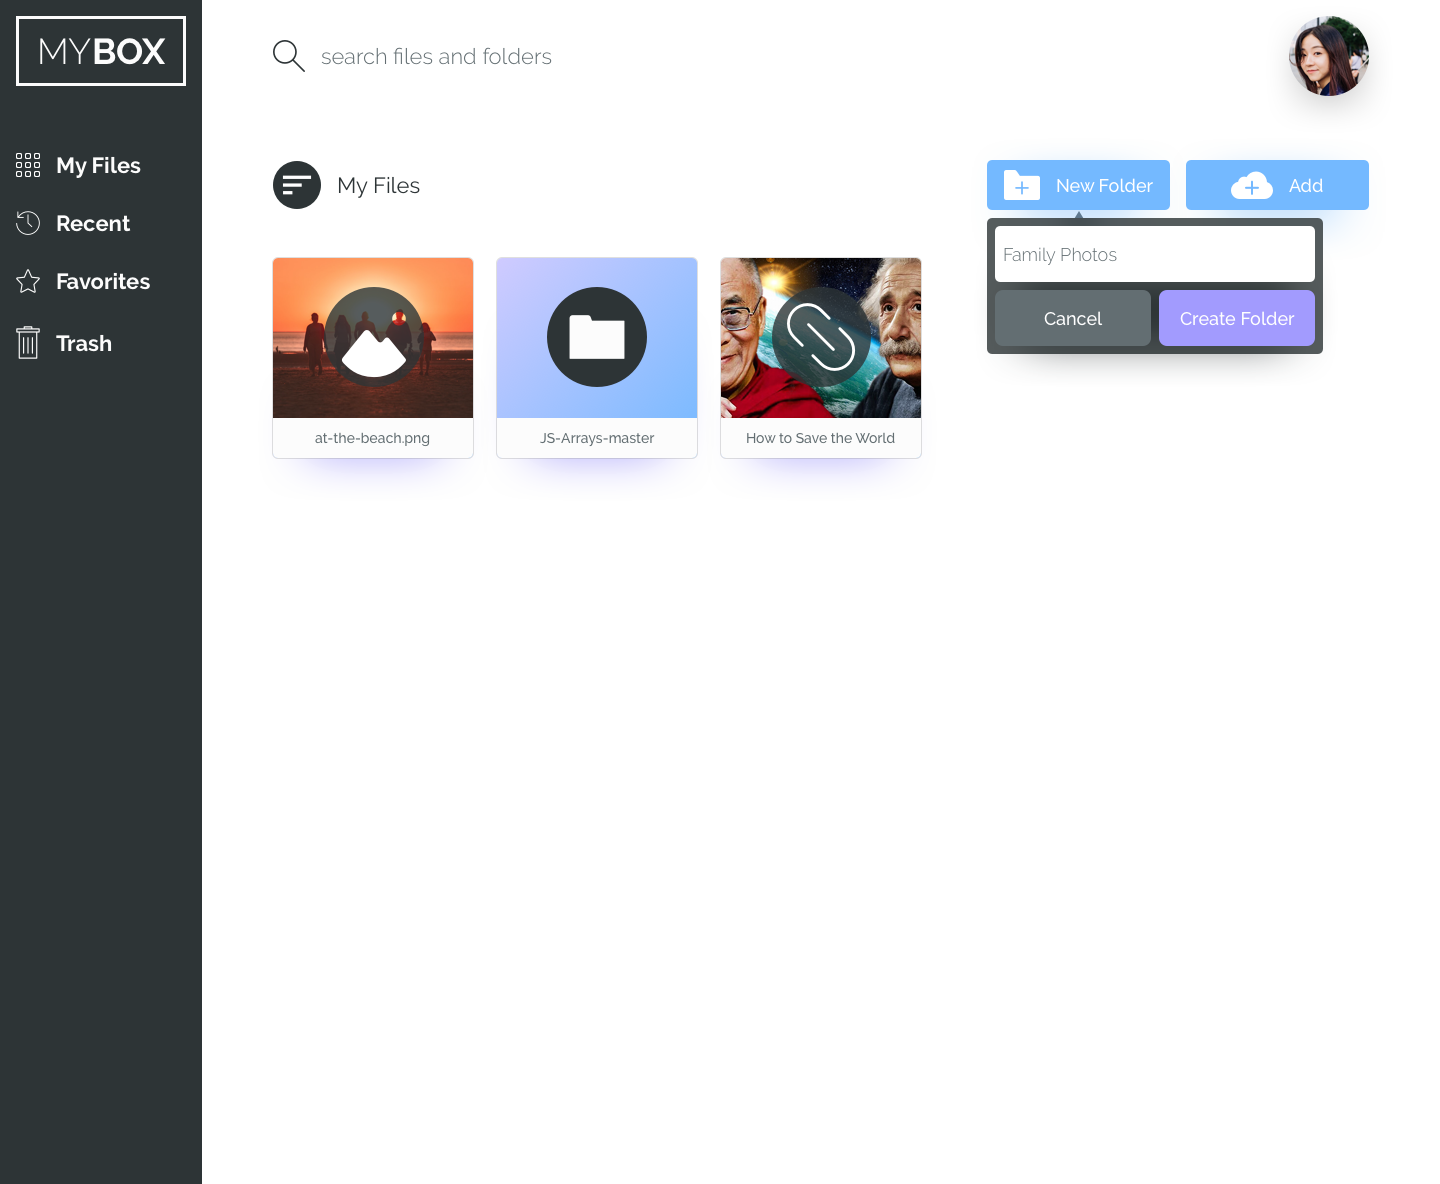 MYBOX
search files and folders
My Files
Recent
Favorites
Trash
My Files
New Folder
Add
Family Photos
Cancel
Create Folder
at-the-beach.png
JS-Arrays-master
How to Save the World